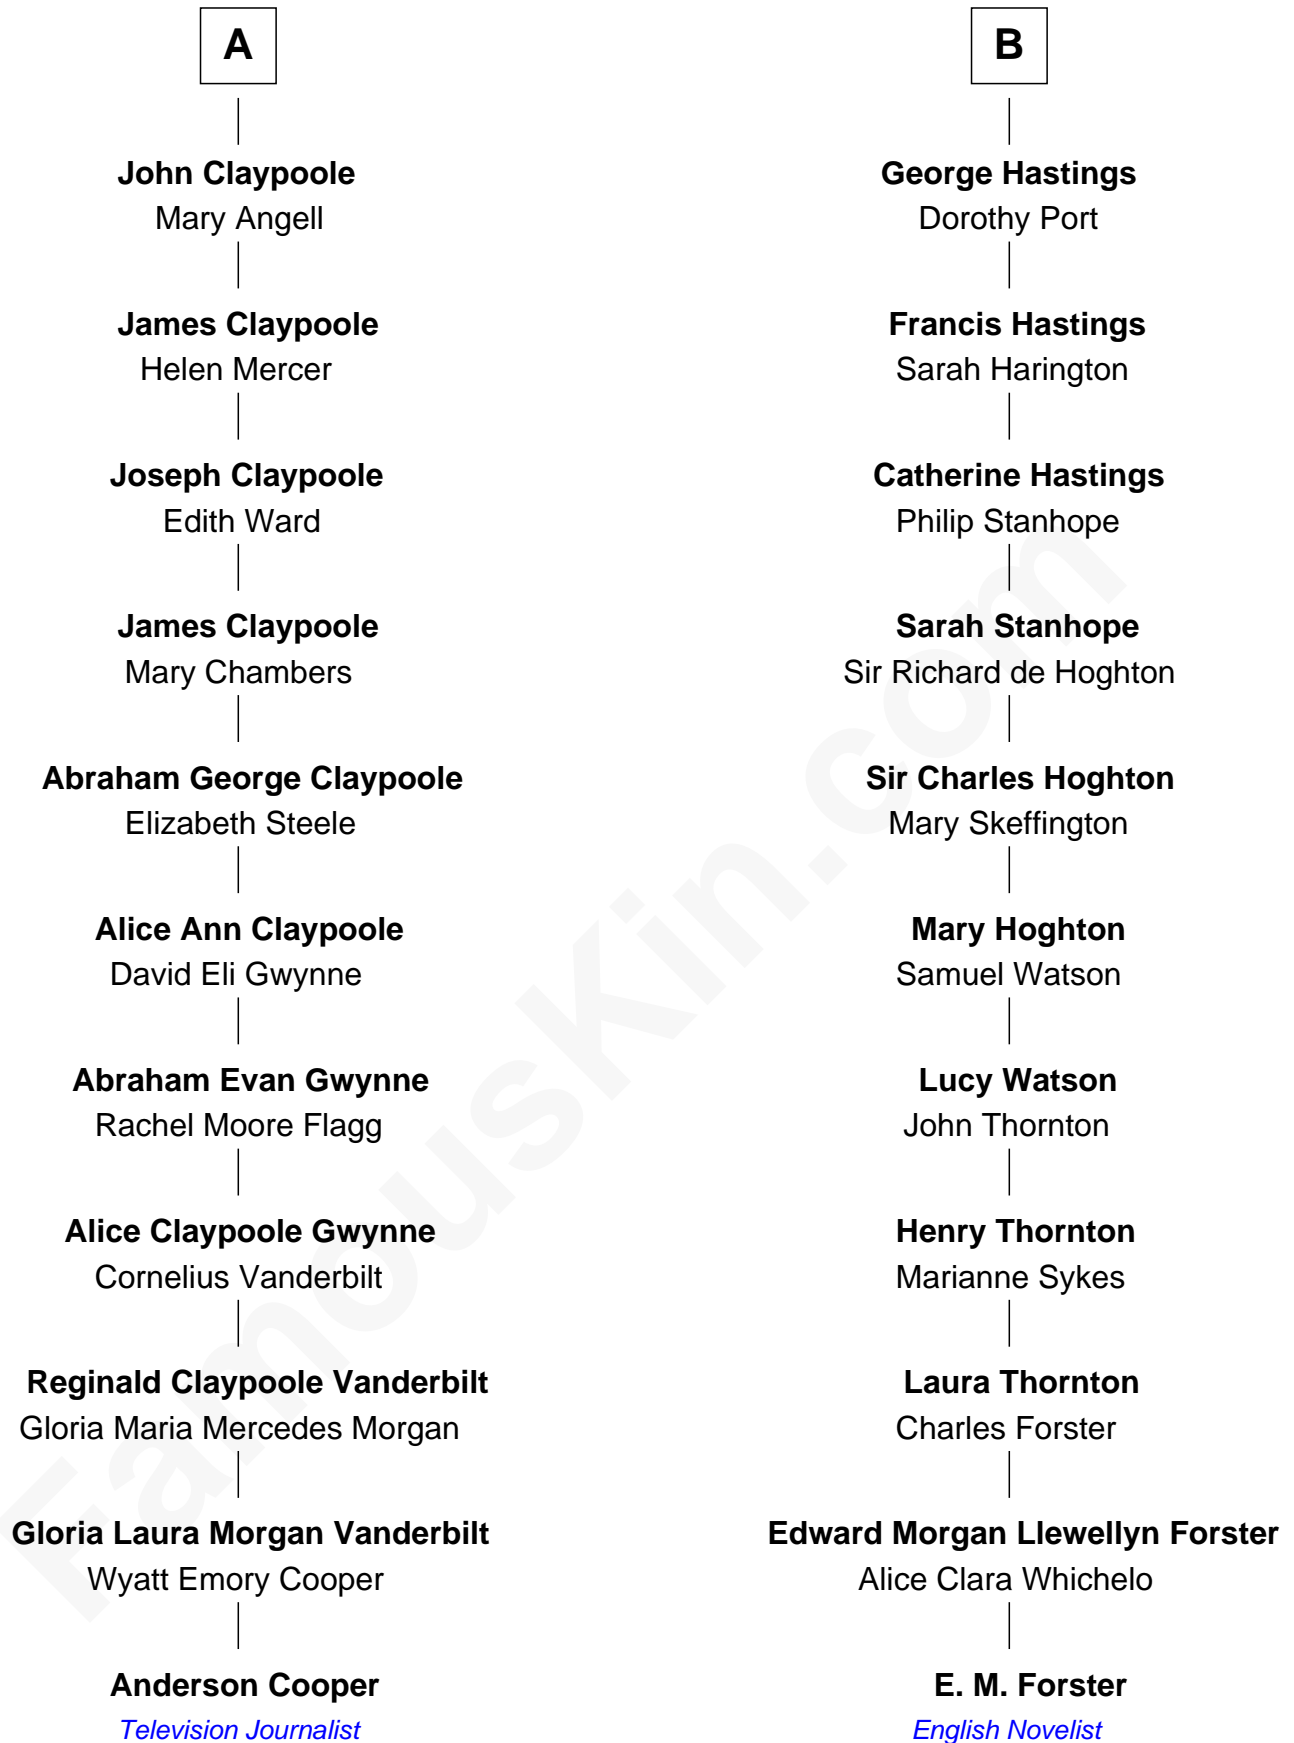 A
John Claypoole
Mary Angell
James Claypoole
Helen Mercer
Joseph Claypoole
Edith Ward
James Claypoole
Mary Chambers
Abraham George Claypoole
Elizabeth Steele
Alice Ann Claypoole
David Eli Gwynne
Abraham Evan Gwynne
Rachel Moore Flagg
Alice Claypoole Gwynne
Cornelius Vanderbilt
Reginald Claypoole Vanderbilt
Gloria Maria Mercedes Morgan
Gloria Laura Morgan Vanderbilt
Wyatt Emory Cooper
Anderson Cooper
Television Journalist
B
George Hastings
Dorothy Port
Francis Hastings
Sarah Harington
Catherine Hastings
Philip Stanhope
Sarah Stanhope
Sir Richard de Hoghton
Sir Charles Hoghton
Mary Skeffington
Mary Hoghton
Samuel Watson
Lucy Watson
John Thornton
Henry Thornton
Marianne Sykes
Laura Thornton
Charles Forster
Edward Morgan Llewellyn Forster
Alice Clara Whichelo
E. M. Forster
English Novelist
FamousKin.com